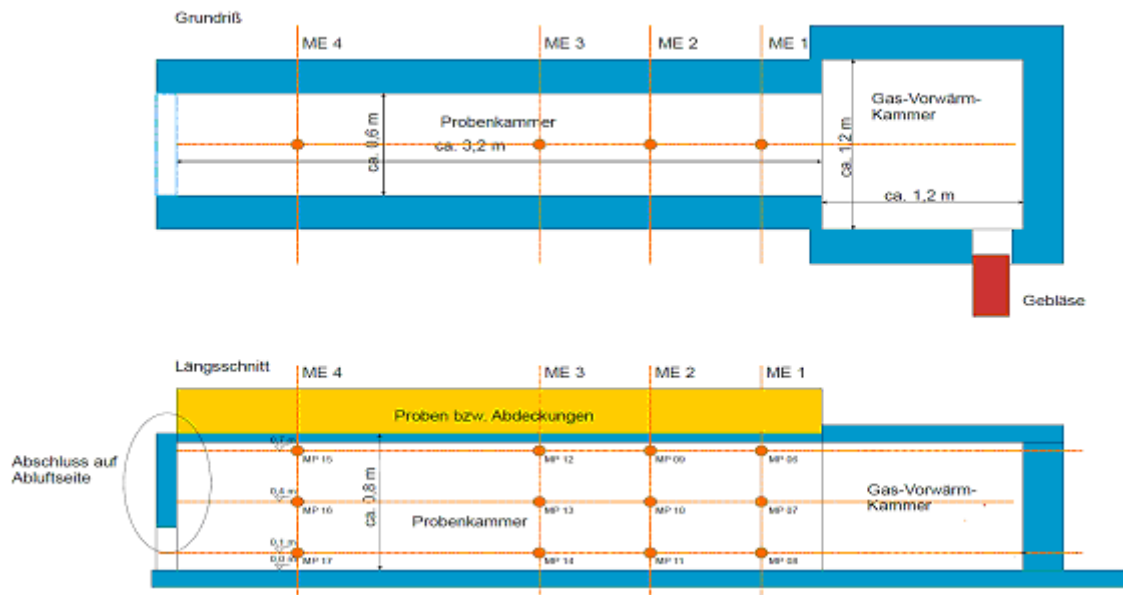 Grundriß
ME 4
ME 3
ME 2
ME 1
Gas-Vorwärm-
Kammer
Probenkammer
ca. 0,6 m
ca. 3,2 m
ca. 1,2 m
ca. 1,2 m
Gebläse
Längsschnitt
ME 4
ME 3
ME 2
ME 1
Proben bzw. Abdeckungen
Abschluss auf
Abluftseite
0,7 m
MP 15
MP 12
MP 09
MP 06
ca. 0,8 m
0,4 m
MP 16
MP 13
MP 10
MP 07
Gas-Vorwärm-
Kammer
Probenkammer
0,1 m
0,0 m
MP 17
MP 14
MP 11
MP 08